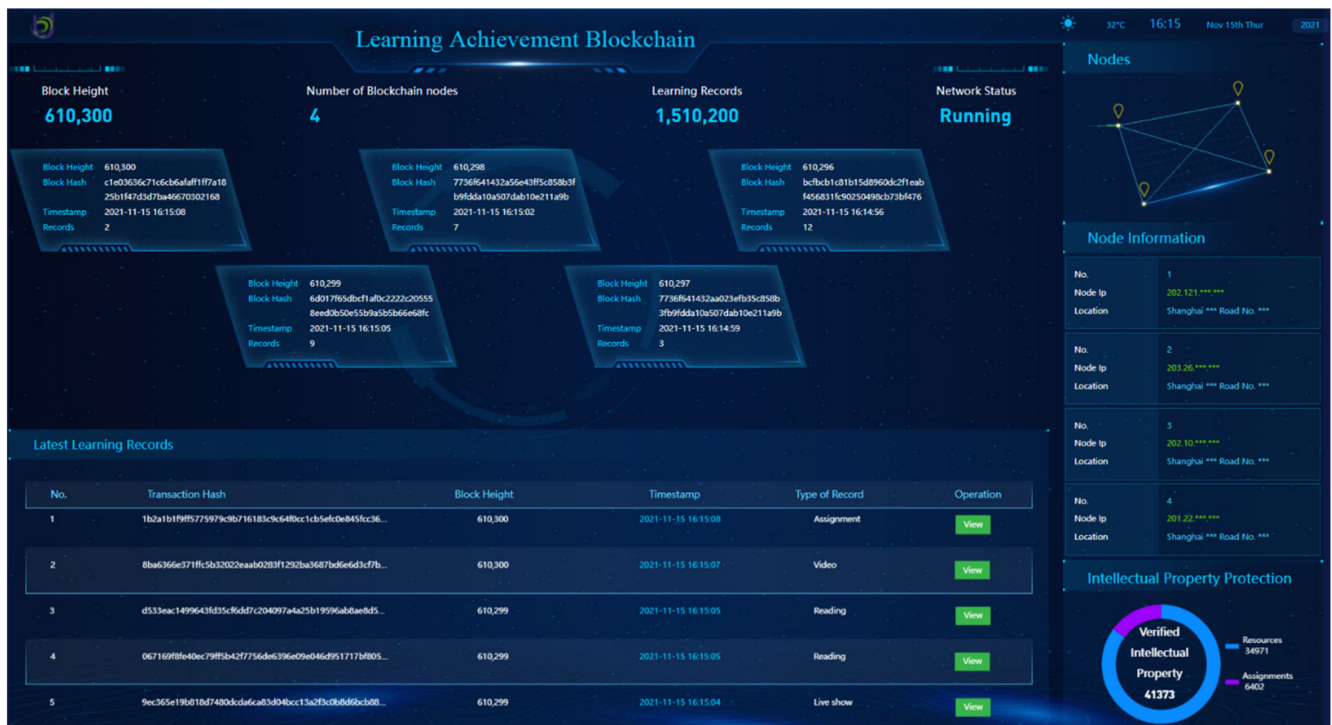 Learning Achievement Blockchain
32°C 16:15 Nov 15th Thur 2021
Block Height
610,300
Number of Blockchain nodes
4
Learning Records
1,510,200
Network Status
Running
Block Height 610,300
Block Hash c1e03636c71c6cb6afaff1ff7a18
25b1f47d3d7ba46670302168
Timestamp 2021-11-15 16:15:08
Records 2
Block Height 610,298
Block Hash 7736f641432a56e43ff5c858b3f
b9fdda10a507dab10e211a9b
Timestamp 2021-11-15 16:15:02
Records 7
Block Height 610,296
Block Hash bcfbcb1c81b15d8960dc2f1eab
f456831fc90250498cb73bf476
Timestamp 2021-11-15 16:14:56
Records 12
Block Height 610,299
Block Hash 6d017f65dbcf1af0c2222c20555
8eed0b50e55b9a5b5b66e68fc
Timestamp 2021-11-15 16:15:05
Records 9
Block Height 610,297
Block Hash 7736f641432aa023efb35c858b
3fb9fdda10a507dab10e211a9b
Timestamp 2021-11-15 16:14:59
Records 3
Latest Learning Records
No. Transaction Hash Block Height Timestamp Type of Record Operation
1 1b2a1b1f9ff5775979c9b716183c9c64f0cc1cb5efc0e845fcc36... 610,300 2021-11-15 16:15:08 Assignment View
2 8ba6366e371ffc5b32022eaab0283f1292ba3687bd6e6d3cf7b... 610,300 2021-11-15 16:15:07 Video View
3 d533eac1499643fd35cf6dd7c204097a4a25b19596ab8ae8d5... 610,299 2021-11-15 16:15:05 Reading View
4 067169f8fe40ec79ff5b42f7756de6396e09e046d951717bf805... 610,299 2021-11-15 16:15:05 Reading View
5 9ec365e19b818d7480dcda6ca83d04bcc13a2f3c0b8d6bcb88... 610,299 2021-11-15 16:15:04 Live show View
Nodes
Node Information
No. 1
Node Ip 202.121.***.***
Location Shanghai *** Road No. ***
No. 2
Node Ip 203.26.***.***
Location Shanghai *** Road No. ***
No. 3
Node Ip 202.10.***.***
Location Shanghai *** Road No. ***
No. 4
Node Ip 201.22.***.***
Location Shanghai *** Road No. ***
Intellectual Property Protection
Verified
Intellectual
Property
41373
Resources
34971
Assignments
6402